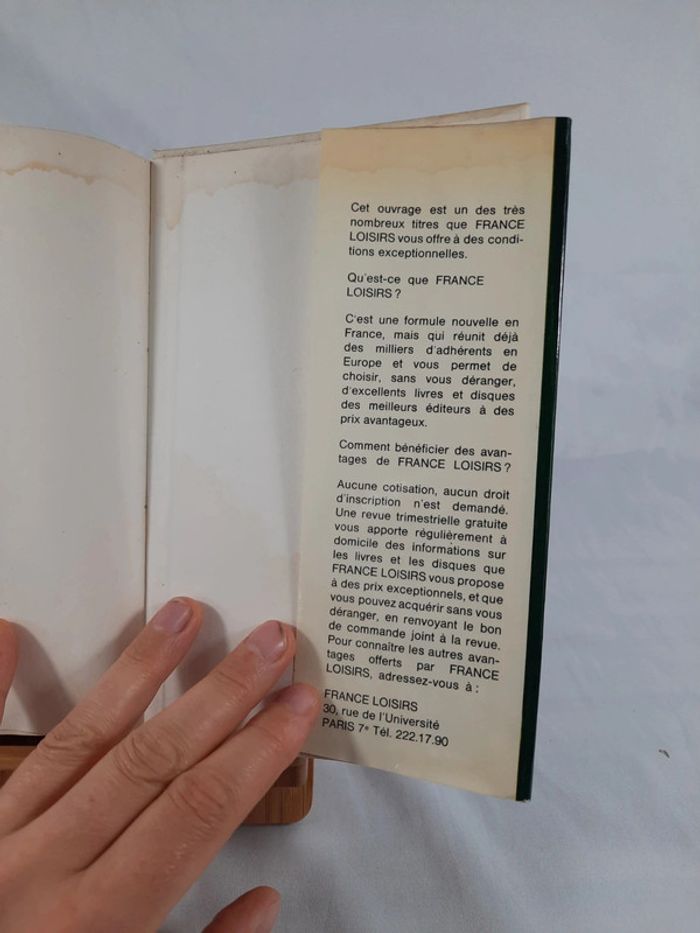 Cet ouvrage est un des très
nombreux titres que FRANCE
LOISIRS vous offre à des condi-
tions exceptionnelles.
Qu'est-ce que FRANCE
LOISIRS ?
C'est une formule nouvelle en
France, mais qui réunit déjà
des milliers d'adhérents en
Europe et vous permet de
choisir, sans vous déranger,
d'excellents livres et disques
des meilleurs éditeurs à des
prix avantageux.
Comment bénéficier des avan-
tages de FRANCE LOISIRS ?
Aucune cotisation, aucun droit
d'inscription n'est demandé.
Une revue trimestrielle gratuite
vous apporte régulièrement à
domicile des informations sur
les livres et les disques que
FRANCE LOISIRS vous propose
à des prix exceptionnels, et que
vous pouvez acquérir sans vous
déranger, en renvoyant le bon
de commande joint à la revue.
Pour connaître les autres avan-
tages offerts par FRANCE
LOISIRS, adressez-vous à :
FRANCE LOISIRS
30, rue de l'Université
PARIS 7e Tél. 222.17.90